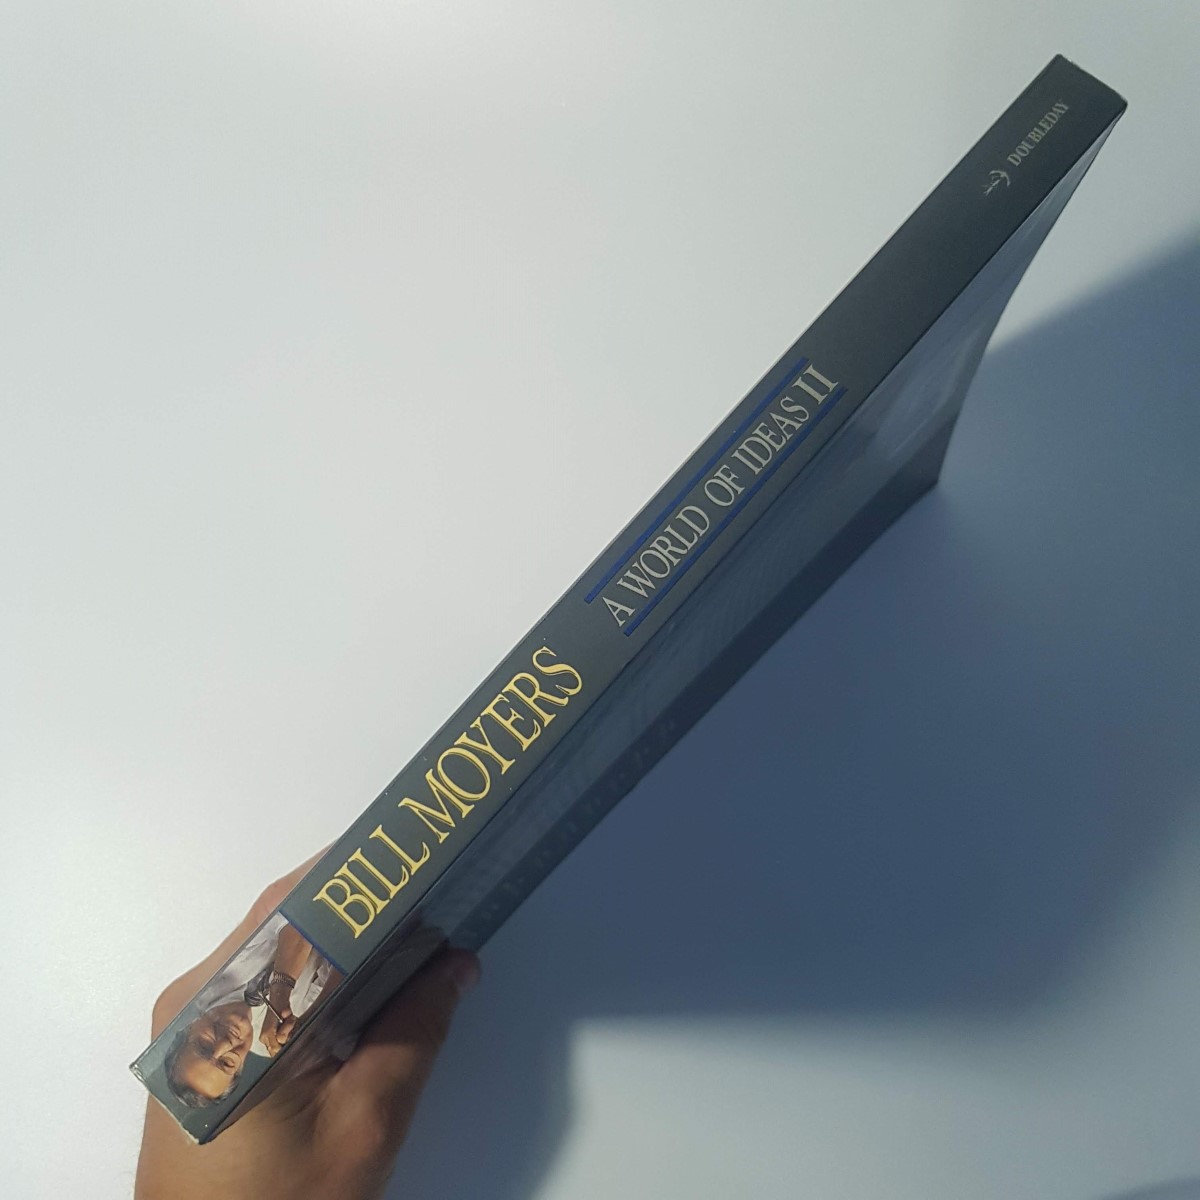 BILL MOYERS
A WORLD OF IDEAS II
DOUBLEDAY